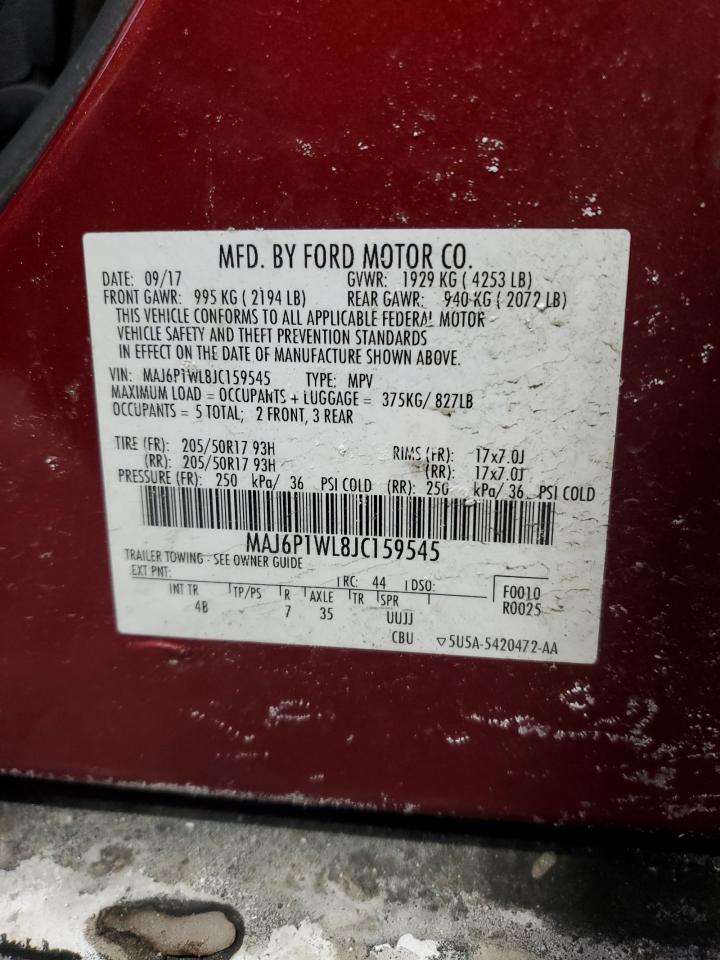 MFD. BY FORD MOTOR CO.
DATE: 09/17 GVWR: 1929 KG ( 4253 LB)
FRONT GAWR: 995 KG ( 2194 LB) REAR GAWR: 940 KG ( 2072 LB)
THIS VEHICLE CONFORMS TO ALL APPLICABLE FEDERAL MOTOR
VEHICLE SAFETY AND THEFT PREVENTION STANDARDS
IN EFFECT ON THE DATE OF MANUFACTURE SHOWN ABOVE.
VIN: MAJ6P1WL8JC159545 TYPE: MPV
MAXIMUM LOAD = OCCUPANTS + LUGGAGE = 375KG/ 827LB
OCCUPANTS = 5 TOTAL; 2 FRONT, 3 REAR
TIRE (FR): 205/50R17 93H RIMS (FR): 17x7.0J
(RR): 205/50R17 93H (RR): 17x7.0J
PRESSURE (FR): 250 kPa/ 36 PSI COLD (RR): 250 kPa/ 36 PSI COLD
MAJ6P1WL8JC159545
TRAILER TOWING - SEE OWNER GUIDE
EXT PNT: RC: 44 DSO: F0010
INT TR TP/PS R AXLE TR SPR R0025
4B 7 35 UUJJ
CBU ▽5U5A-5420472-AA